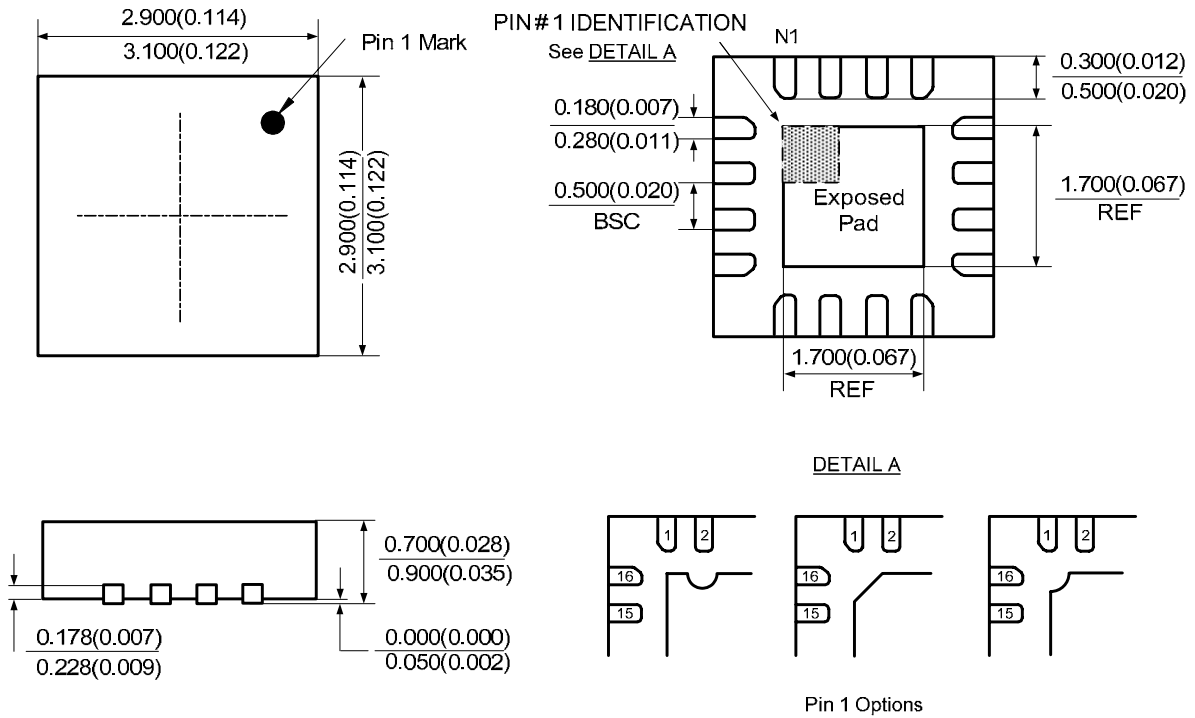 2.900(0.114)
3.100(0.122)
Pin 1 Mark
2.900(0.114)
3.100(0.122)
PIN#1 IDENTIFICATION
See DETAIL A
N1
0.300(0.012)
0.500(0.020)
0.180(0.007)
0.280(0.011)
0.500(0.020)
BSC
Exposed
Pad
1.700(0.067)
REF
1.700(0.067)
REF
0.700(0.028)
0.900(0.035)
0.178(0.007)
0.228(0.009)
0.000(0.000)
0.050(0.002)
DETAIL A
1 2
16
15
1 2
16
15
1 2
16
15
Pin 1 Options